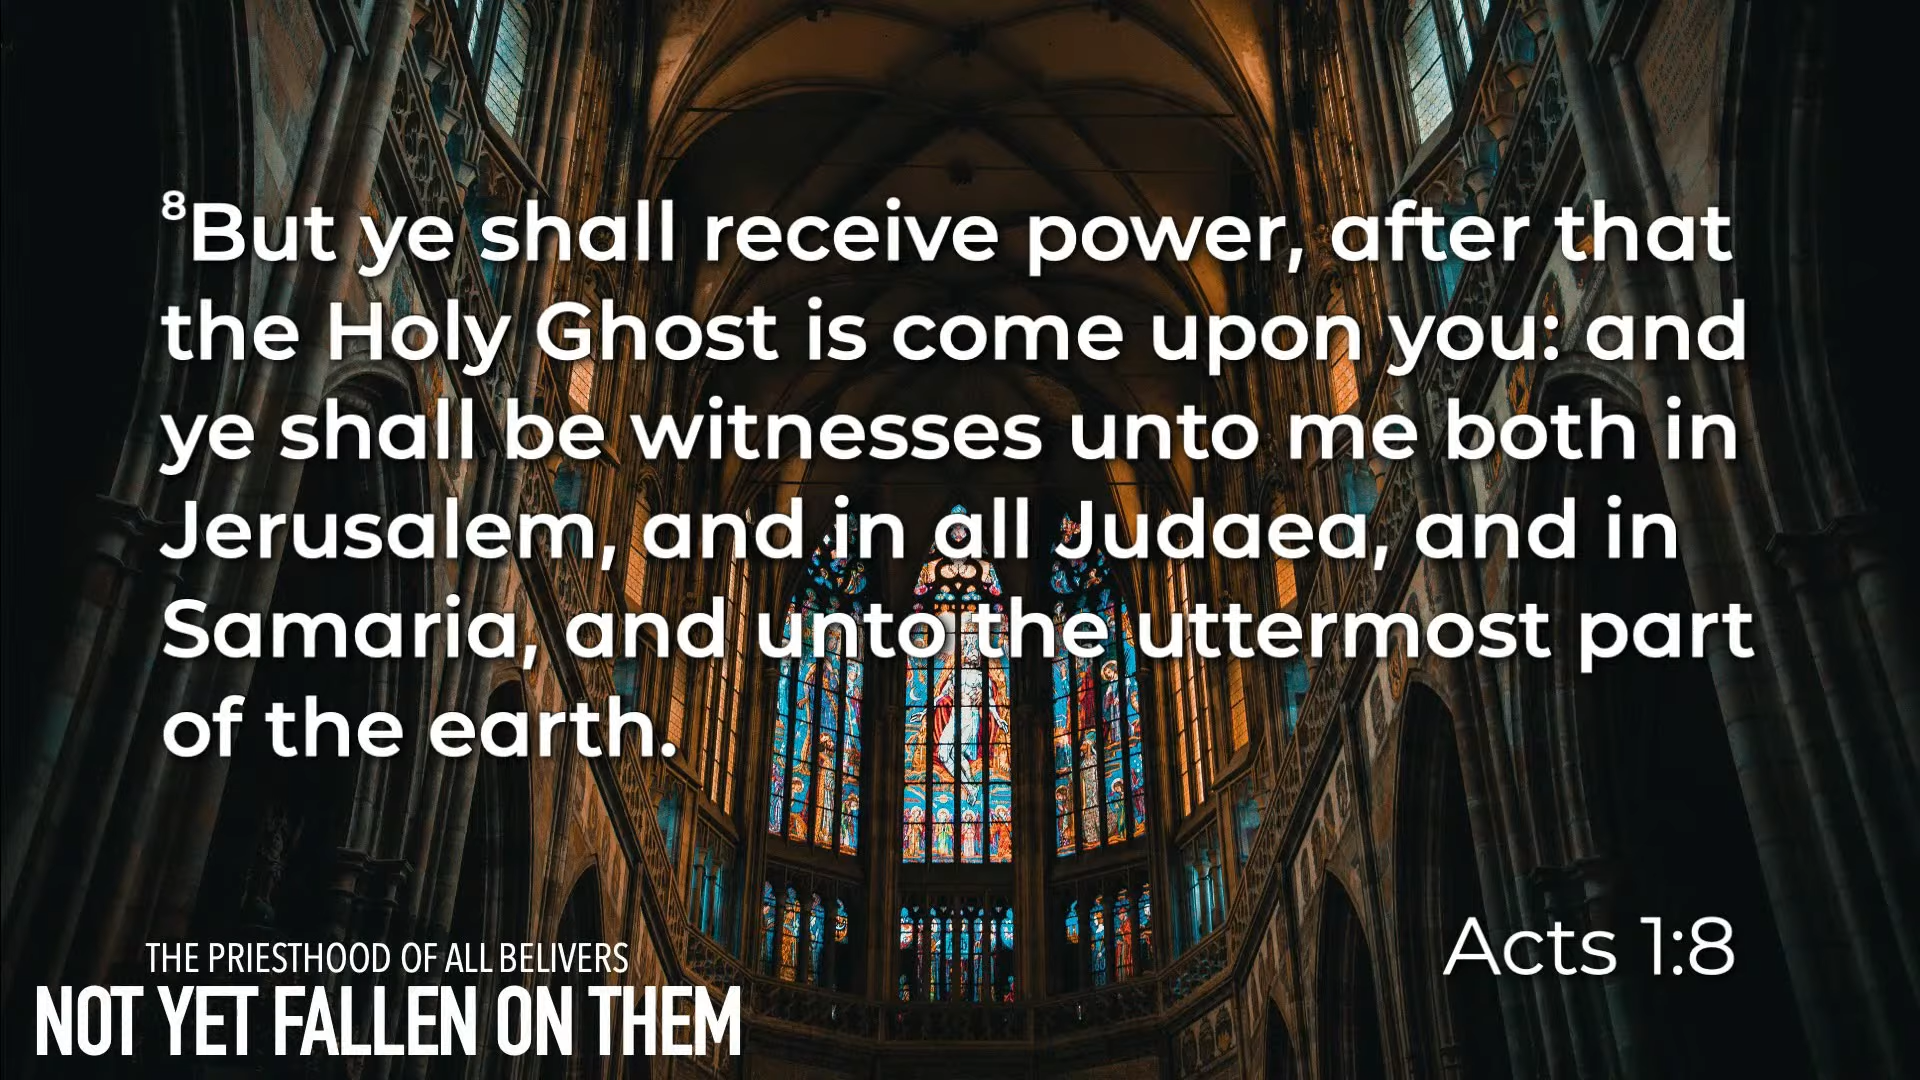 ⁸But ye shall receive power, after that
the Holy Ghost is come upon you: and
ye shall be witnesses unto me both in
Jerusalem, and in all Judaea, and in
Samaria, and unto the uttermost part
of the earth.
Acts 1:8
THE PRIESTHOOD OF ALL BELIVERS
NOT YET FALLEN ON THEM